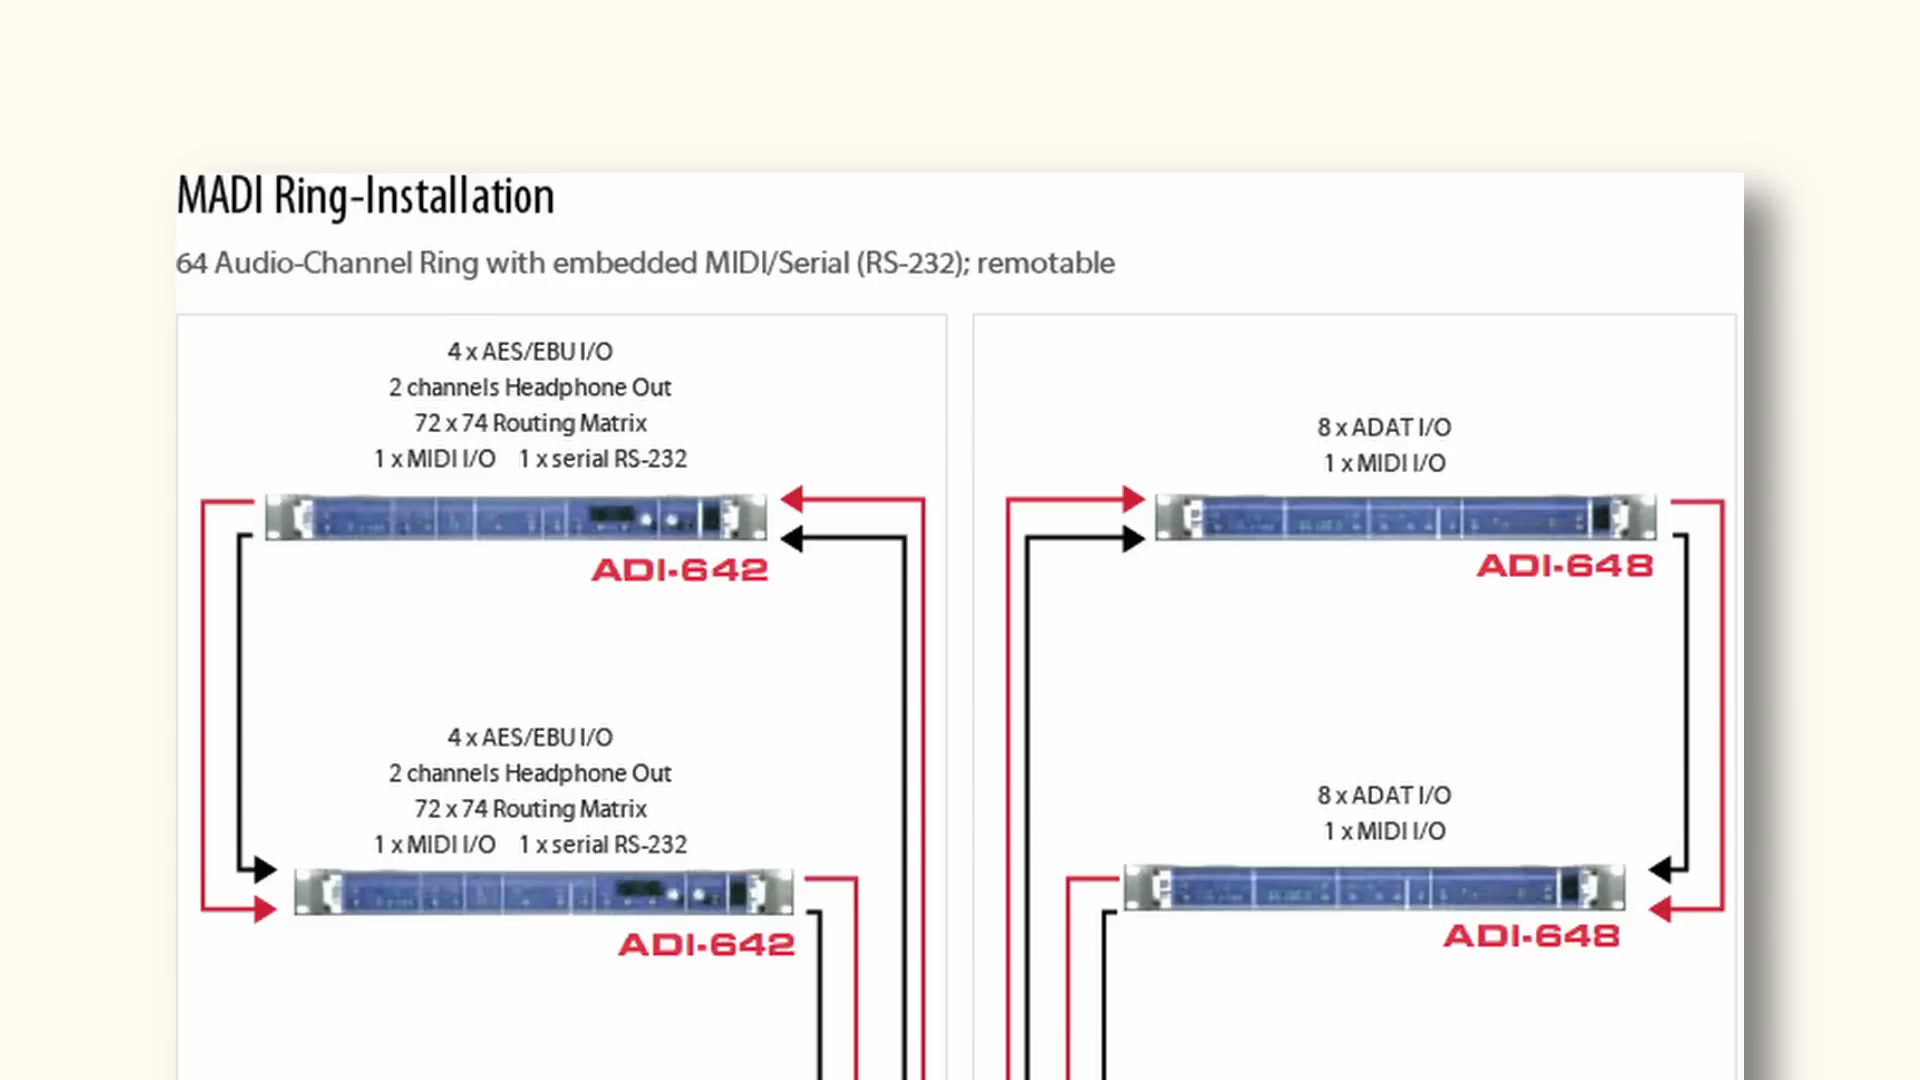 MADI Ring-Installation
64 Audio-Channel Ring with embedded MIDI/Serial (RS-232); remotable
4 x AES/EBU I/O
2 channels Headphone Out
72 x 74 Routing Matrix
1 x MIDI I/O 1 x serial RS-232
ADI-642
4 x AES/EBU I/O
2 channels Headphone Out
72 x 74 Routing Matrix
1 x MIDI I/O 1 x serial RS-232
ADI-642
8 x ADAT I/O
1 x MIDI I/O
ADI-648
8 x ADAT I/O
1 x MIDI I/O
ADI-648